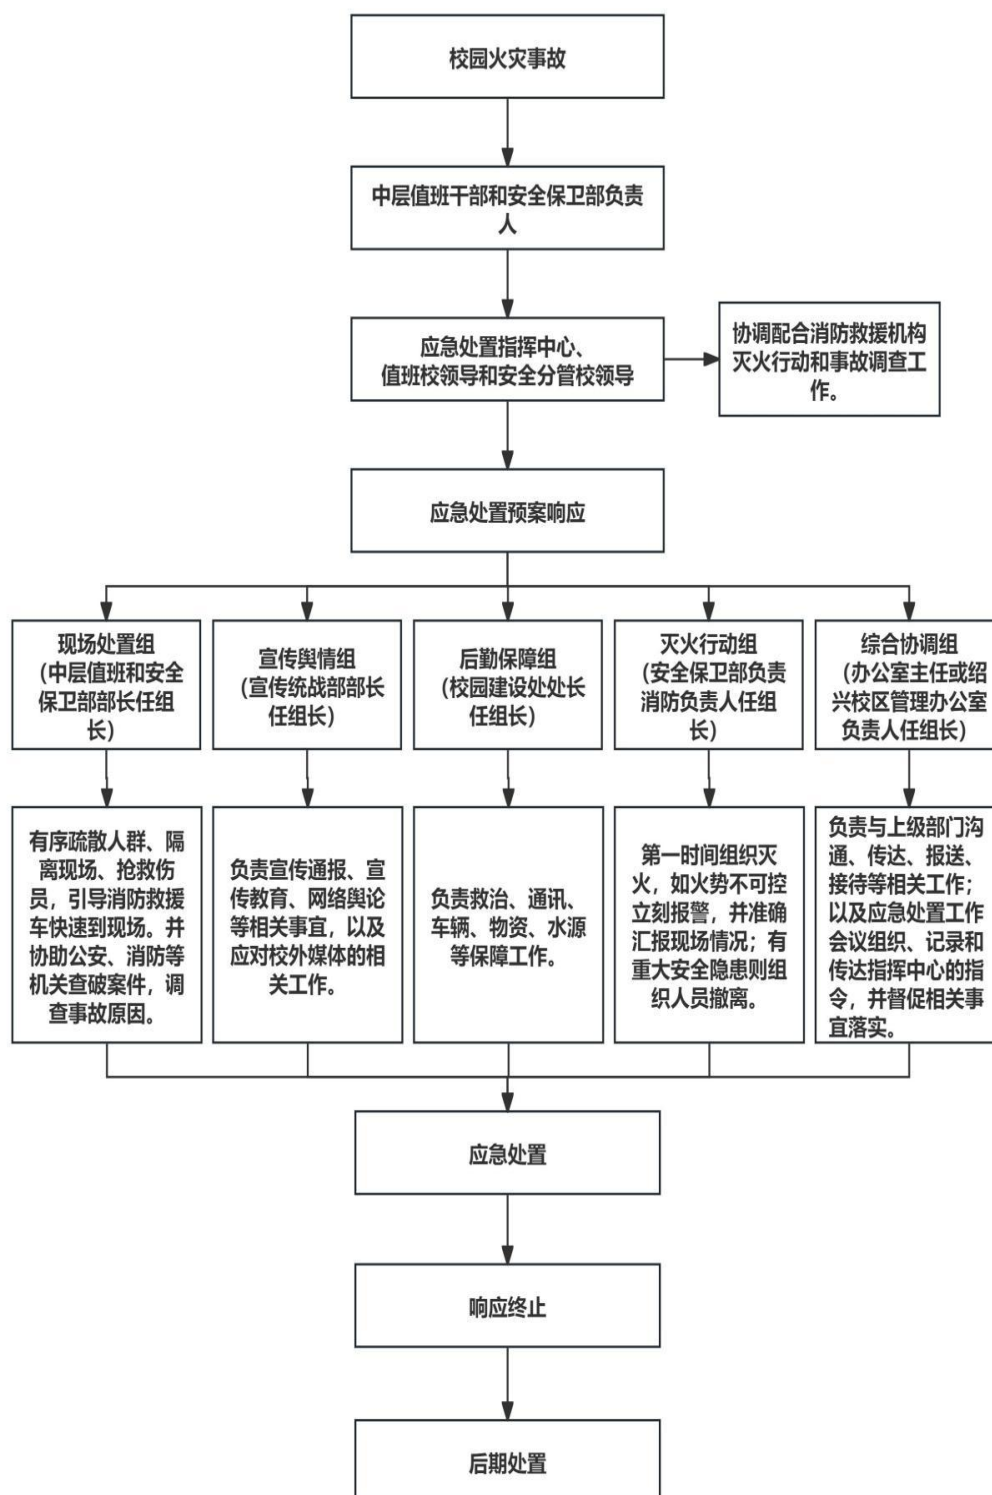 校园火灾事故
中层值班干部和安全保卫部负责
人
应急处置指挥中心、
值班校领导和安全分管校领导
协调配合消防救援机构
灭火行动和事故调查工
作。
应急处置预案响应
现场处置组
（中层值班和安全
保卫部部长任组
长）
宣传舆情组
（宣传统战部部长
任组长）
后勤保障组
（校园建设处处长
任组长）
灭火行动组
（安全保卫部负责
消防负责人任组
长）
综合协调组
（办公室主任或绍
兴校区管理办公室
负责人任组长）
有序疏散人群、隔
离现场、抢救伤
员，引导消防救援
车快速到现场。并
协助公安、消防等
机关查破案件，调
查事故原因。
负责宣传通报、宣
传教育、网络舆论
等相关事宜，以及
应对校外媒体的相
关工作。
负责救治、通讯、
车辆、物资、水源
等保障工作。
第一时间组织灭
火，如火势不可控
立刻报警，并准确
汇报现场情况；有
重大安全隐患则组
织人员撤离。
负责与上级部门沟
通、传达、报送、
接待等相关工作；
以及应急处置工作
会议组织、记录和
传达指挥中心的指
令，并督促相关事
宜落实。
应急处置
响应终止
后期处置